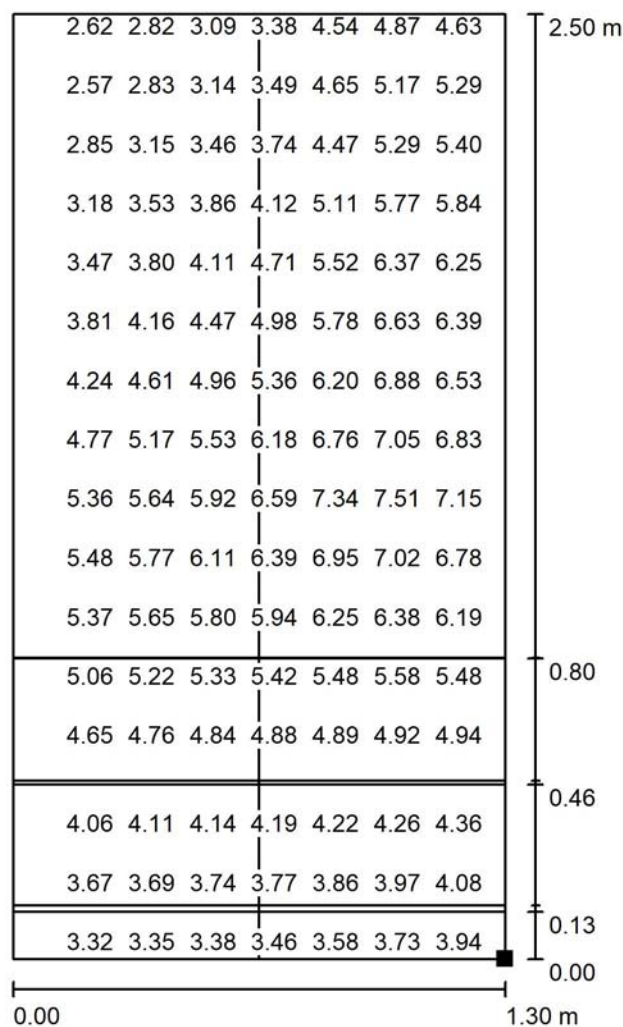 2.62 2.82 3.09 3.38 4.54 4.87 4.63 2.50 m
2.57 2.83 3.14 3.49 4.65 5.17 5.29
2.85 3.15 3.46 3.74 4.47 5.29 5.40
3.18 3.53 3.86 4.12 5.11 5.77 5.84
3.47 3.80 4.11 4.71 5.52 6.37 6.25
3.81 4.16 4.47 4.98 5.78 6.63 6.39
4.24 4.61 4.96 5.36 6.20 6.88 6.53
4.77 5.17 5.53 6.18 6.76 7.05 6.83
5.36 5.64 5.92 6.59 7.34 7.51 7.15
5.48 5.77 6.11 6.39 6.95 7.02 6.78
5.37 5.65 5.80 5.94 6.25 6.38 6.19
5.06 5.22 5.33 5.42 5.48 5.58 5.48 0.80
4.65 4.76 4.84 4.88 4.89 4.92 4.94
0.46
4.06 4.11 4.14 4.19 4.22 4.26 4.36
3.67 3.69 3.74 3.77 3.86 3.97 4.08
0.13
3.32 3.35 3.38 3.46 3.58 3.73 3.94
0.00
0.00 1.30 m